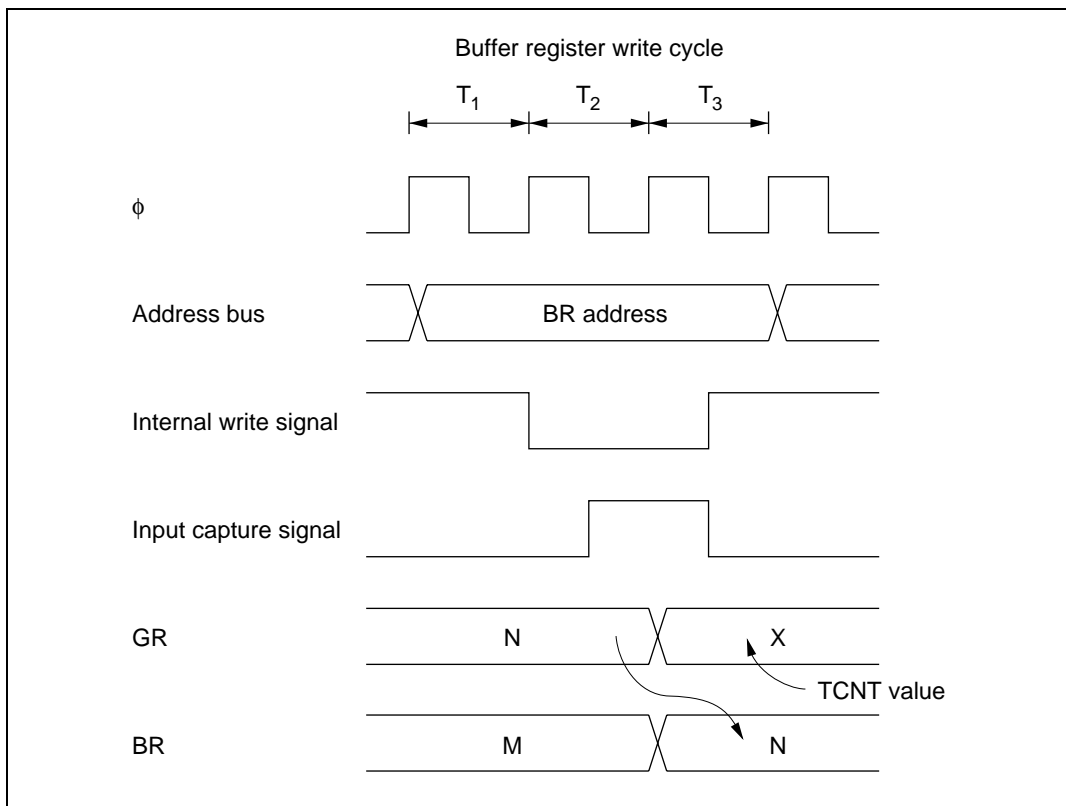 Buffer register write cycle
T1 T2 T3
ϕ
Address bus BR address
Internal write signal
Input capture signal
GR N X
TCNT value
BR M N